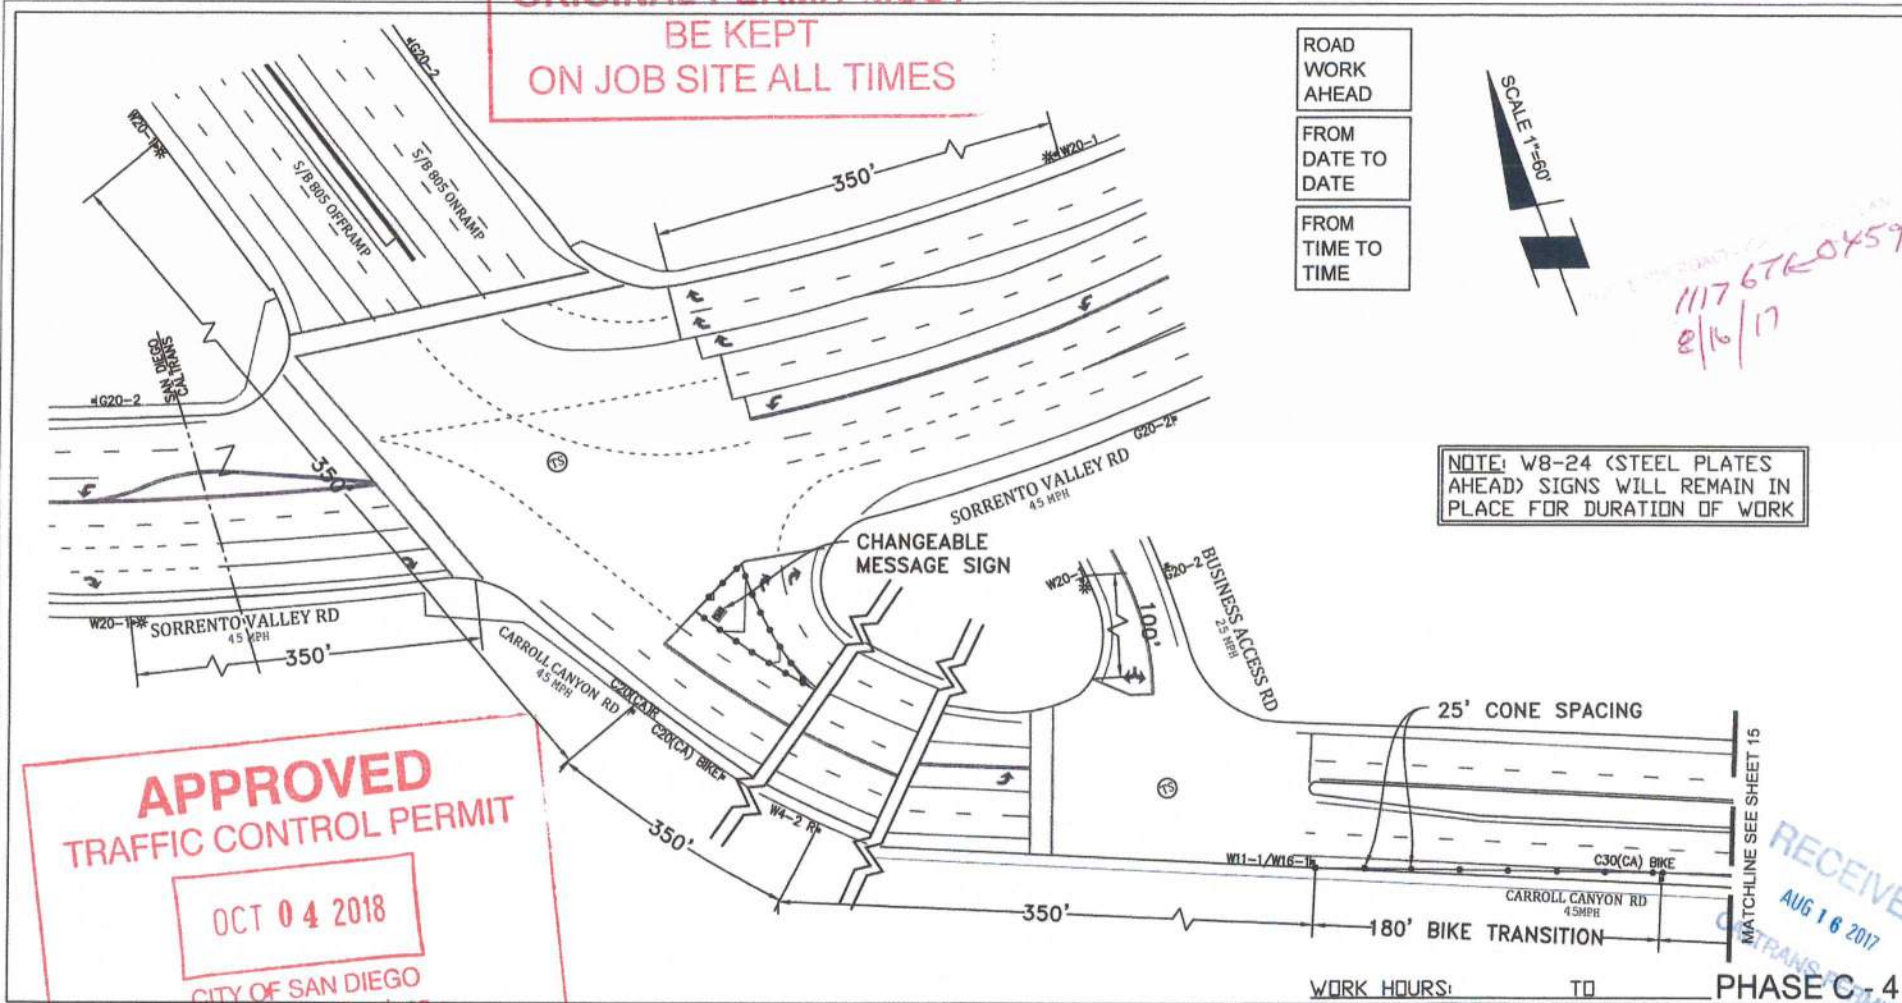 BE KEPT
ON JOB SITE ALL TIMES
ROAD
WORK
AHEAD
FROM
DATE TO
DATE
FROM
TIME TO
TIME
SCALE 1"=60'
8/16/17
G20-2
W20-1
S/B 805 OFFRAMP
S/B 805 ONRAMP
350'
W20-1
SAN DIEGO
CALTRANS
G20-2
350'
TS
G20-2
SORRENTO VALLEY RD
45 MPH
NOTE: W8-24 (STEEL PLATES
AHEAD) SIGNS WILL REMAIN IN
PLACE FOR DURATION OF WORK
CHANGEABLE
MESSAGE SIGN
W20-1
G20-2
BUSINESS ACCESS RD
25 MPH
100'
W20-1
SORRENTO VALLEY RD
45 MPH
350'
CARROLL CANYON RD
45 MPH
C20(CA)R
C20(CA) BIKE
W4-2 R
350'
25' CONE SPACING
TS
W11-1/W16-1
C30(CA) BIKE
CARROLL CANYON RD
45MPH
350'
180' BIKE TRANSITION
MATCHLINE SEE SHEET 15
APPROVED
TRAFFIC CONTROL PERMIT
OCT 04 2018
CITY OF SAN DIEGO
AUG 16 2017
WORK HOURS: TO
PHASE C - 4